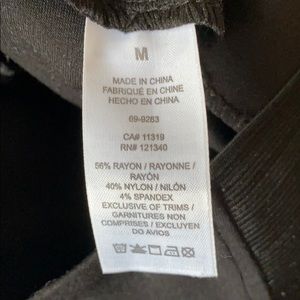 M
MADE IN CHINA
FABRIQUÉ EN CHINE
HECHO EN CHINA
69-9263
CA# 11319
RN# 121340
56% RAYON / RAYONNE /
RAYÓN
40% NYLON / NILÓN
4% SPANDEX
EXCLUSIVE OF TRIMS /
GARNITURES NON
COMPRISES / EXCLUYEN
DO AVIOS